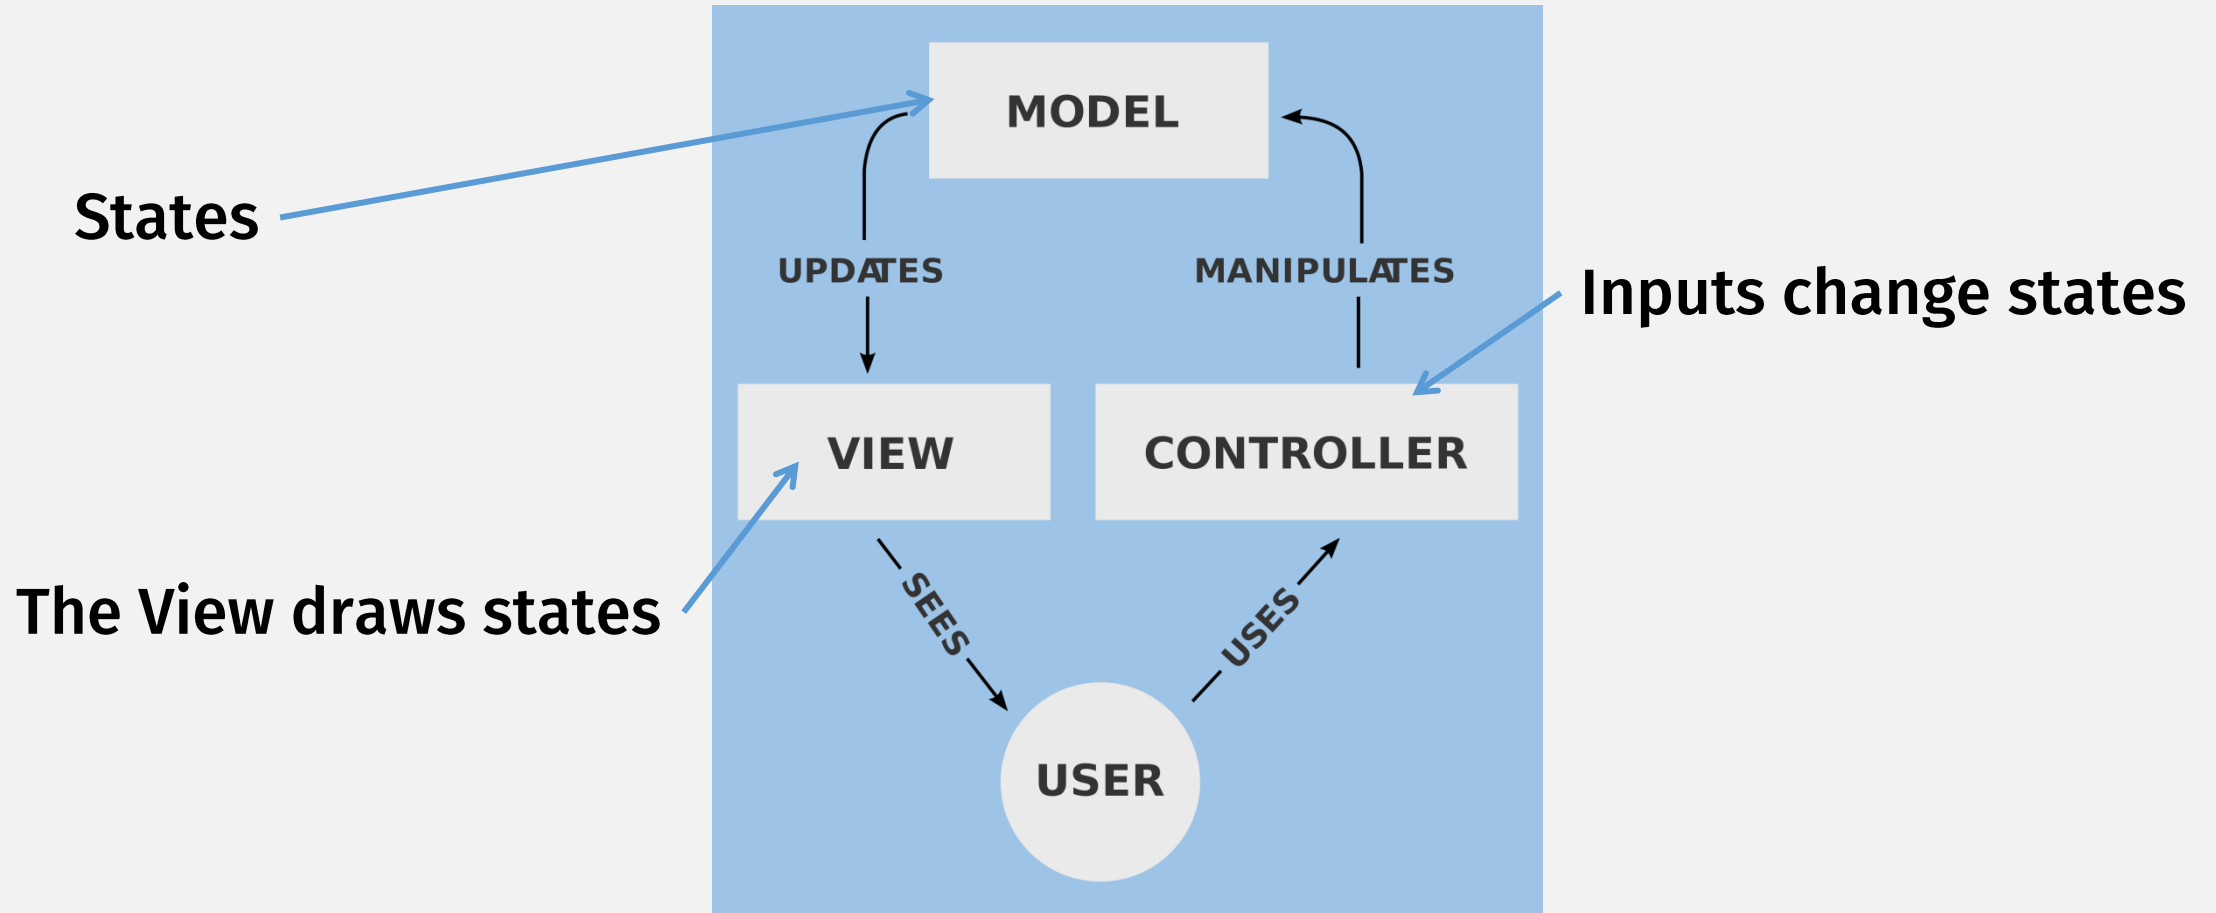 MODEL
States
UPDATES
MANIPULATES
Inputs change states
VIEW
CONTROLLER
The View draws states
SEES
USES
USER